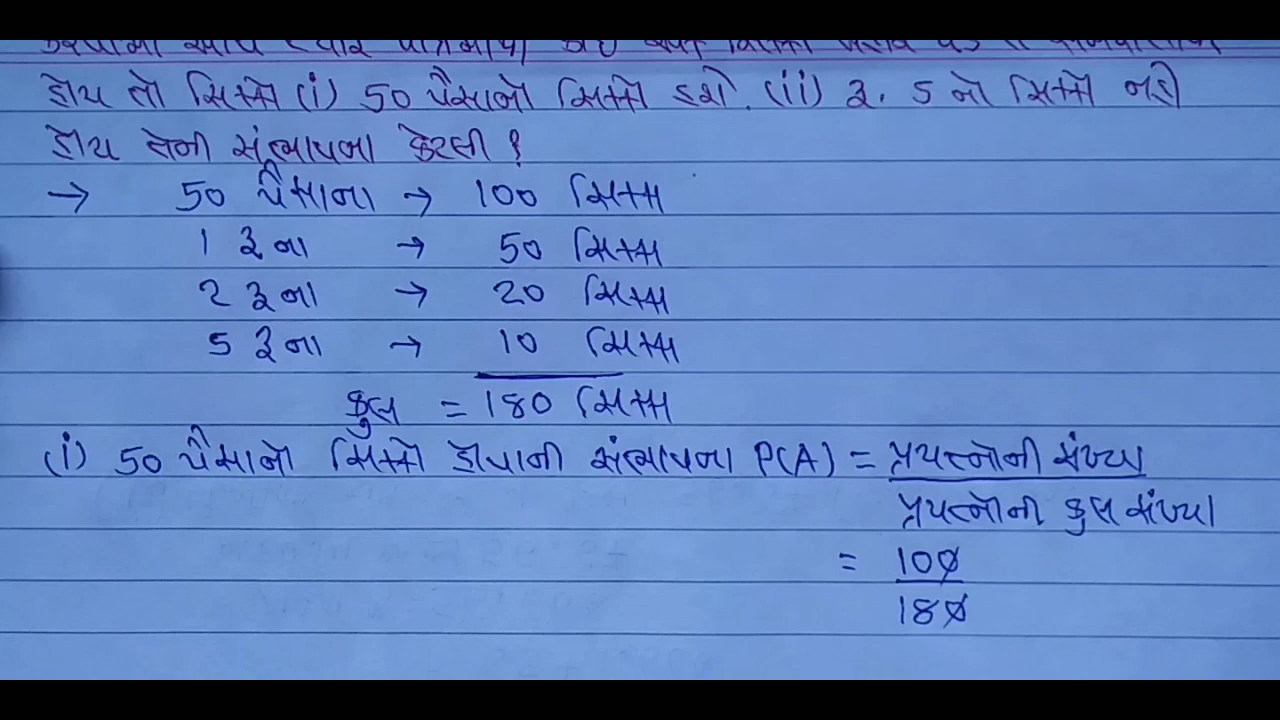 હોય તો સિક્કો (i) 50 પૈસાનો સિક્કો હશે. (ii) રૂ. 5 નો સિક્કો નહી
હોય તેની સંભાવના કેટલી ?
→ 50 પૈસાના → 100 સિક્કા
1 રૂ ના → 50 સિક્કા
2 રૂ ના → 20 સિક્કા
5 રૂ ના → 10 સિક્કા
કુલ = 180 સિક્કા
(i) 50 પૈસાનો સિક્કો હોવાની સંભાવના P(A) = પ્રયત્નોની સંખ્યા
પ્રયત્નોની કુલ સંખ્યા
= 100
180